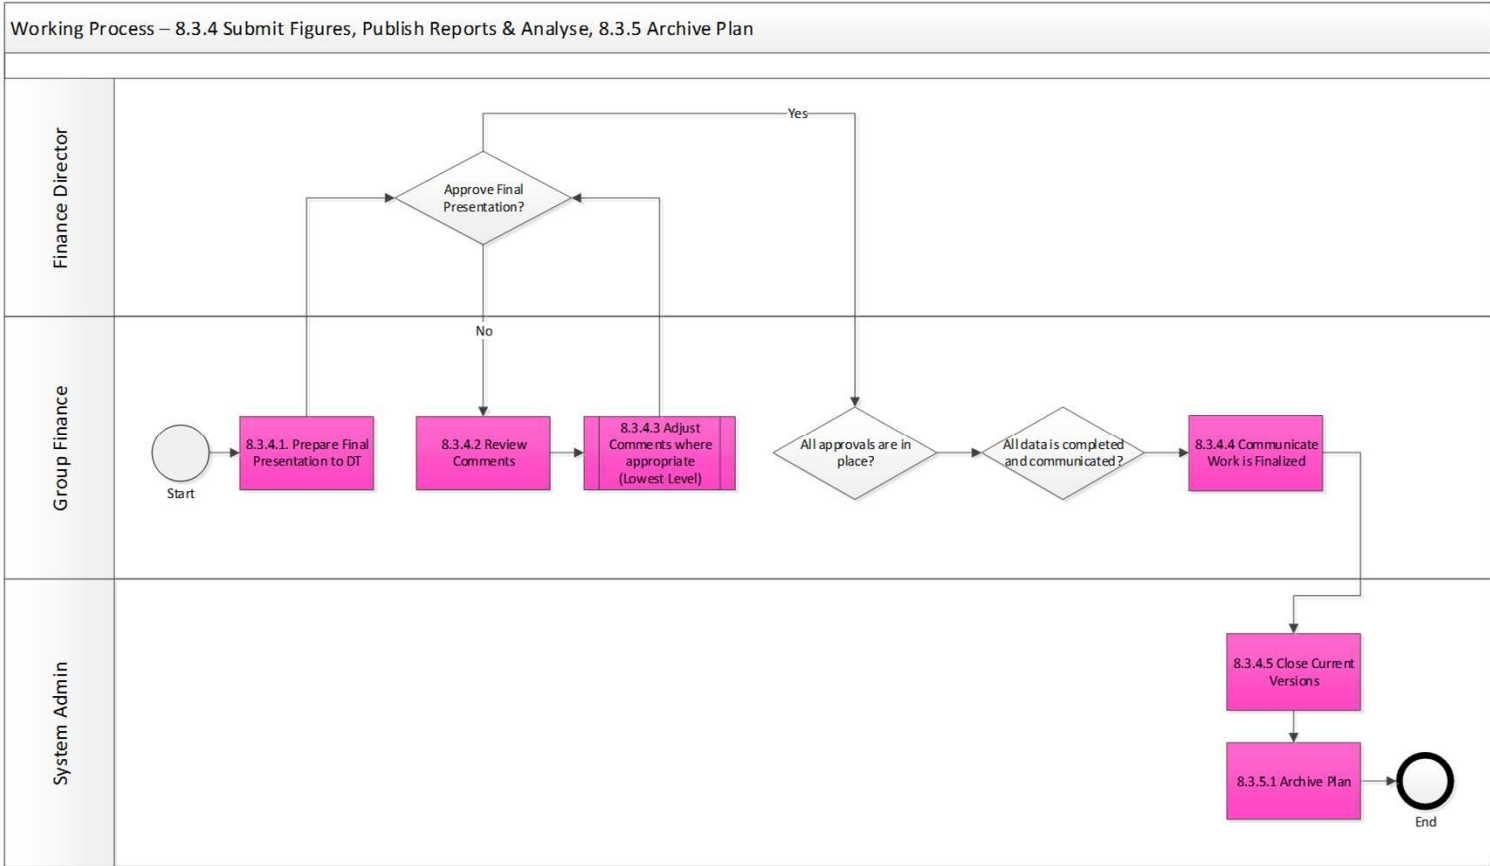 Working Process – 8.3.4 Submit Figures, Publish Reports & Analyse, 8.3.5 Archive Plan
Finance Director
Yes
Approve Final
Presentation?
No
Group Finance
Start
8.3.4.1. Prepare Final
Presentation to DT
8.3.4.2 Review
Comments
8.3.4.3 Adjust
Comments where
appropriate
(Lowest Level)
All approvals are in
place?
All data is completed
and communicated?
8.3.4.4 Communicate
Work is Finalized
System Admin
8.3.4.5 Close Current
Versions
8.3.5.1 Archive Plan
End